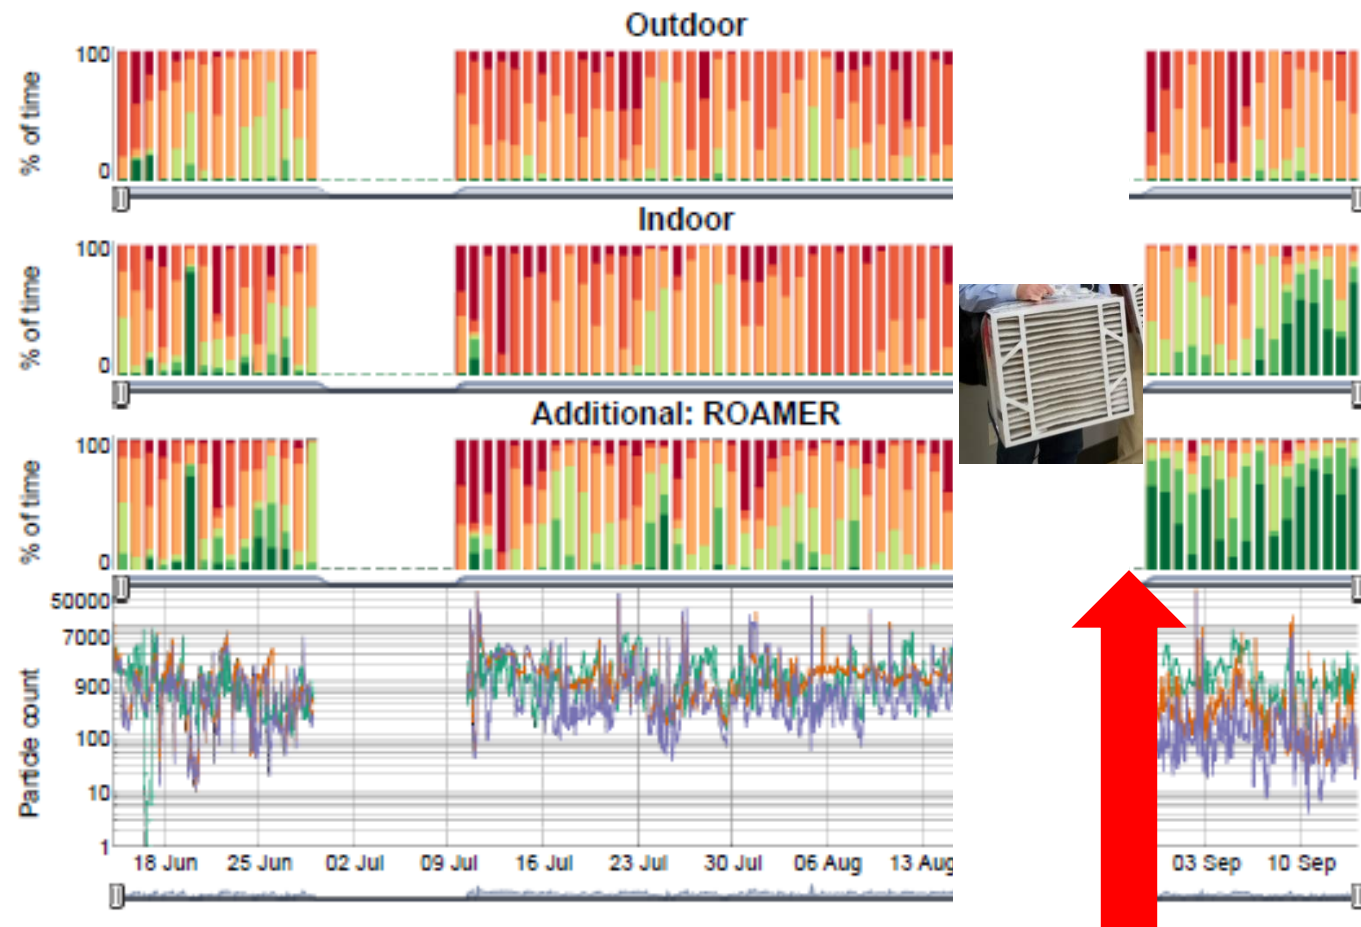 Outdoor
100
% of time
0
Indoor
100
% of time
0
Additional: ROAMER
100
% of time
0
50000
7000
900
100
10
1
Particle count
18 Jun 25 Jun 02 Jul 09 Jul 16 Jul 23 Jul 30 Jul 06 Aug 13 Aug 03 Sep 10 Sep